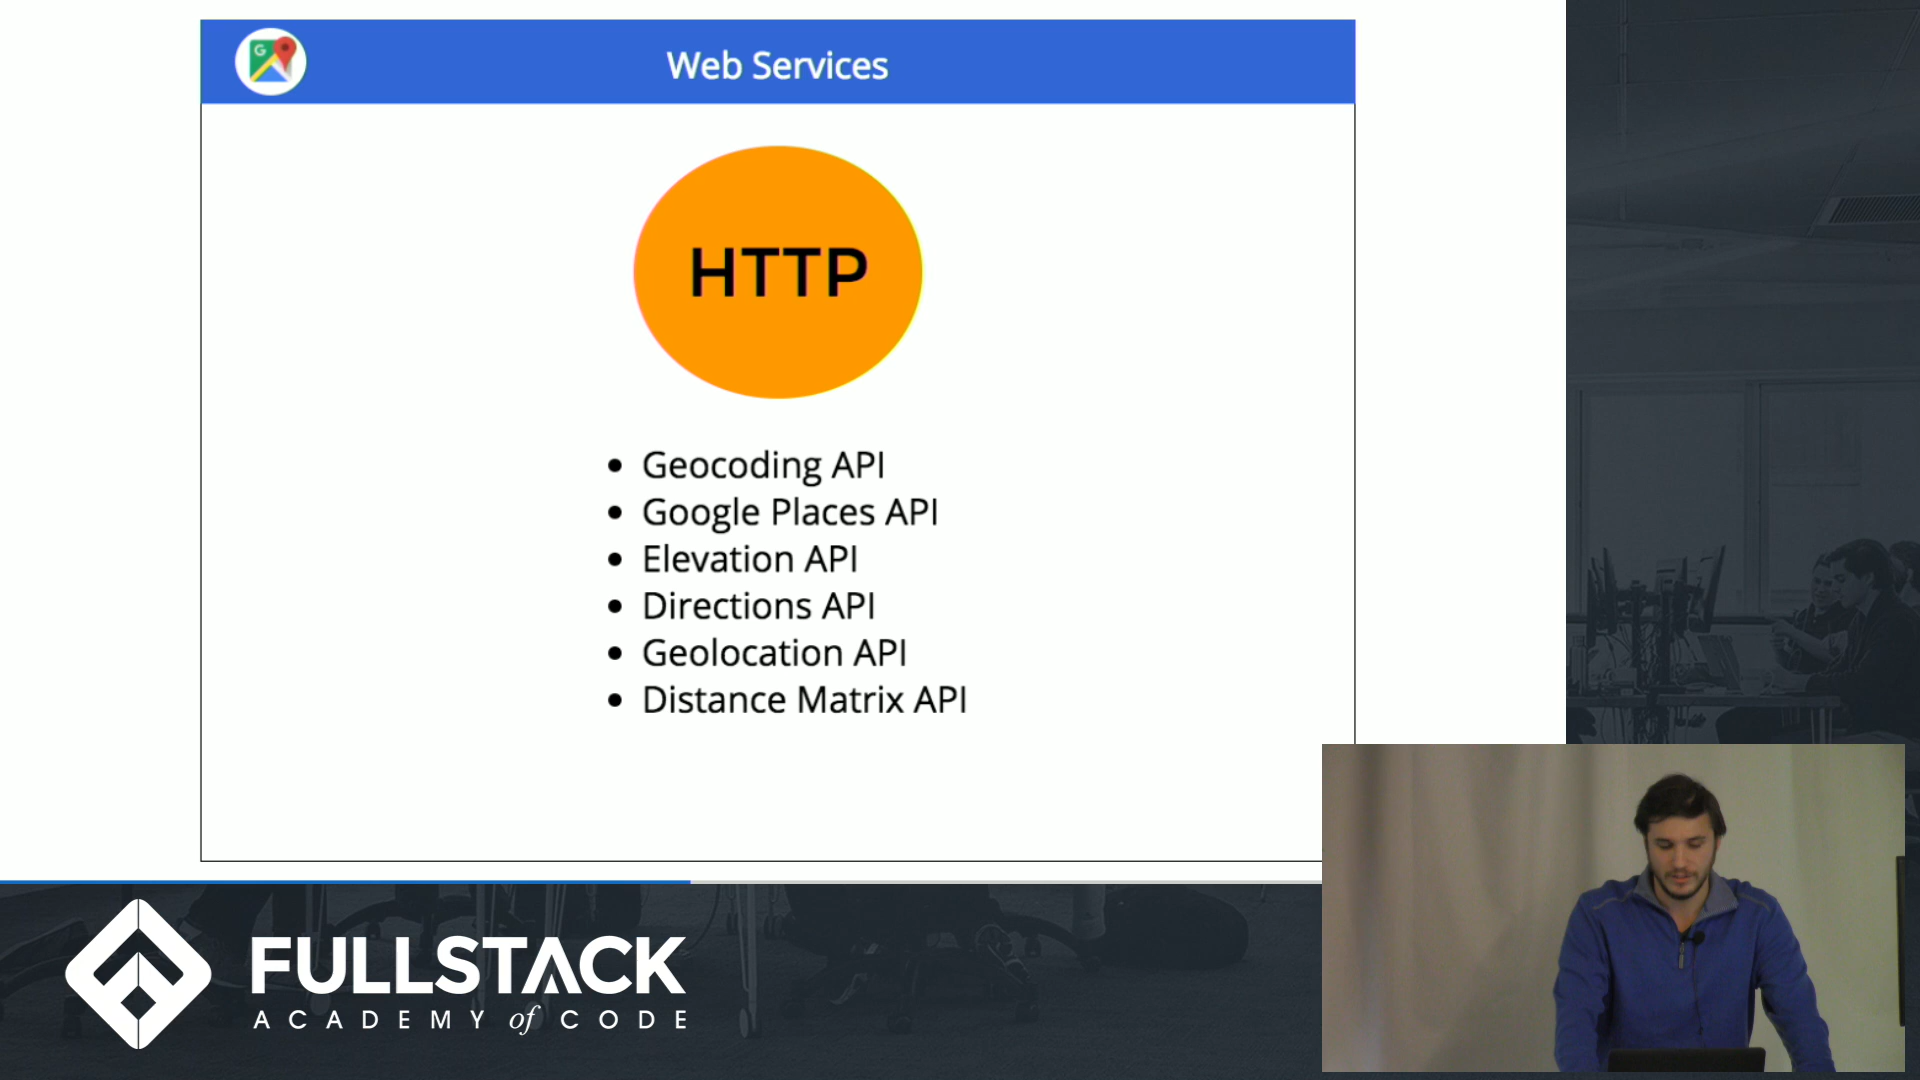 G
Web Services
HTTP
• Geocoding API
• Google Places API
• Elevation API
• Directions API
• Geolocation API
• Distance Matrix API
FULLSTACK
ACADEMY of CODE